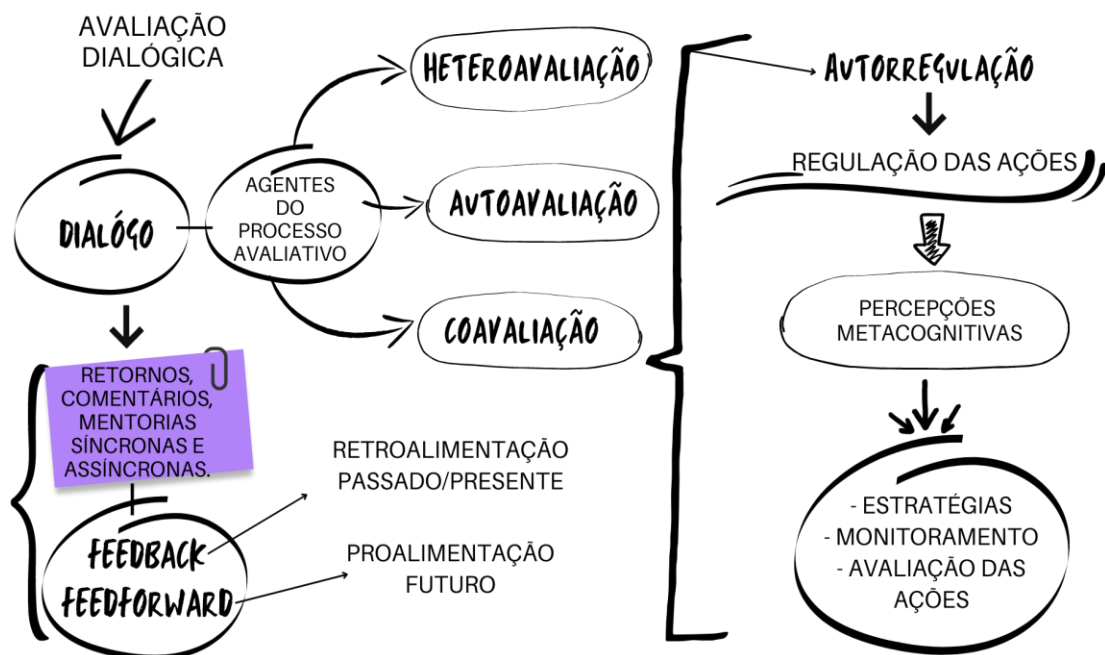 AVALIAÇÃO
DIALÓGICA
DIALÓGO
AGENTES
DO
PROCESSO
AVALIATIVO
HETEROAVALIAÇÃO
AUTOAVALIAÇÃO
COAVALIAÇÃO
RETORNOS,
COMENTÁRIOS,
MENTORIAS
SÍNCRONAS E
ASSÍNCRONAS.
FEEDBACK
FEEDFORWARD
RETROALIMENTAÇÃO
PASSADO/PRESENTE
PROALIMENTAÇÃO
FUTURO
AUTORREGULAÇÃO
REGULAÇÃO DAS AÇÕES
PERCEPÇÕES
METACOGNITIVAS
- ESTRATÉGIAS
- MONITORAMENTO
- AVALIAÇÃO DAS
AÇÕES